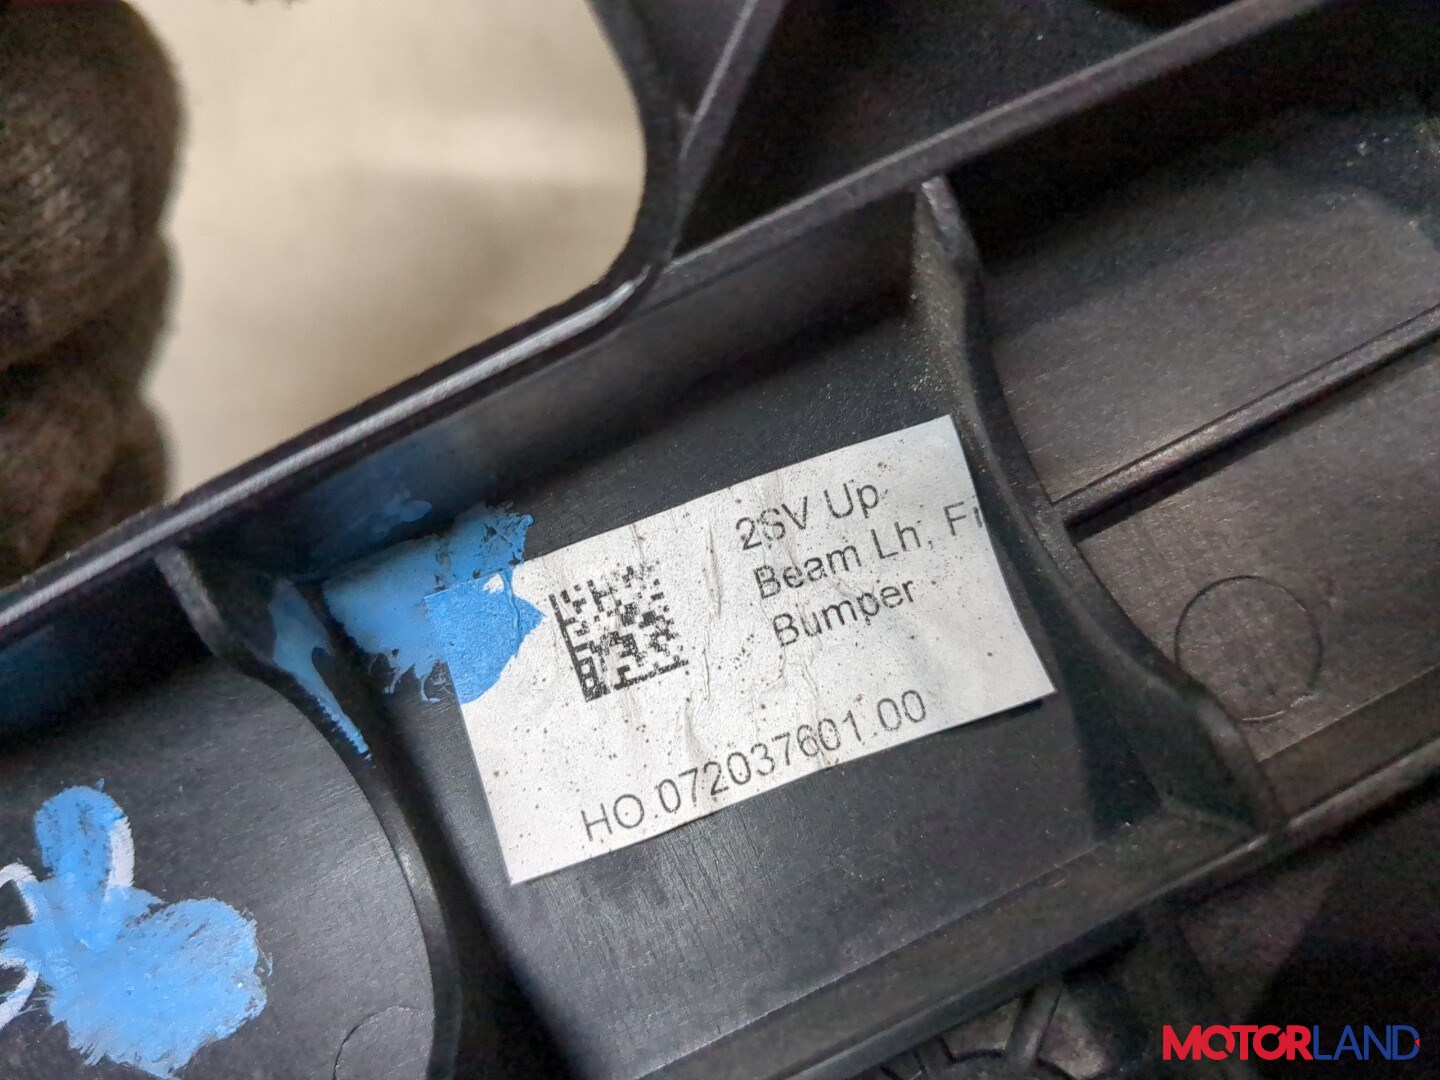 2SV Up
Beam Lh, F
Bumper
HO.072037601.00
MOTORLAND